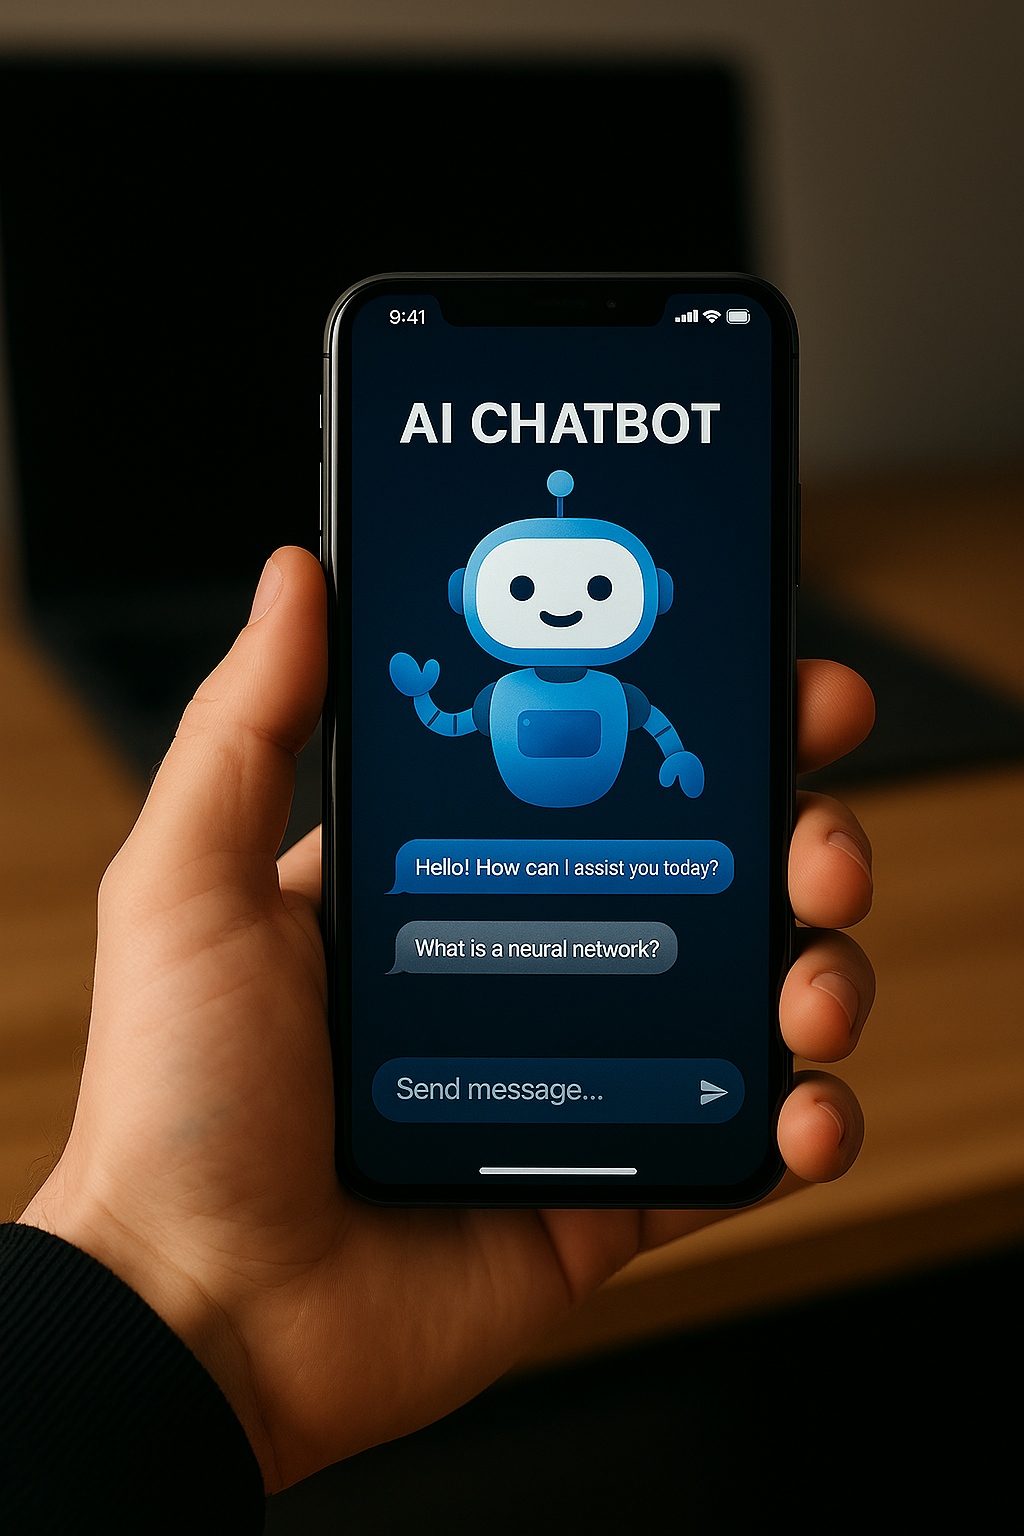 9:41
AI CHATBOT
Hello! How can I assist you today?
What is a neural network?
Send message...